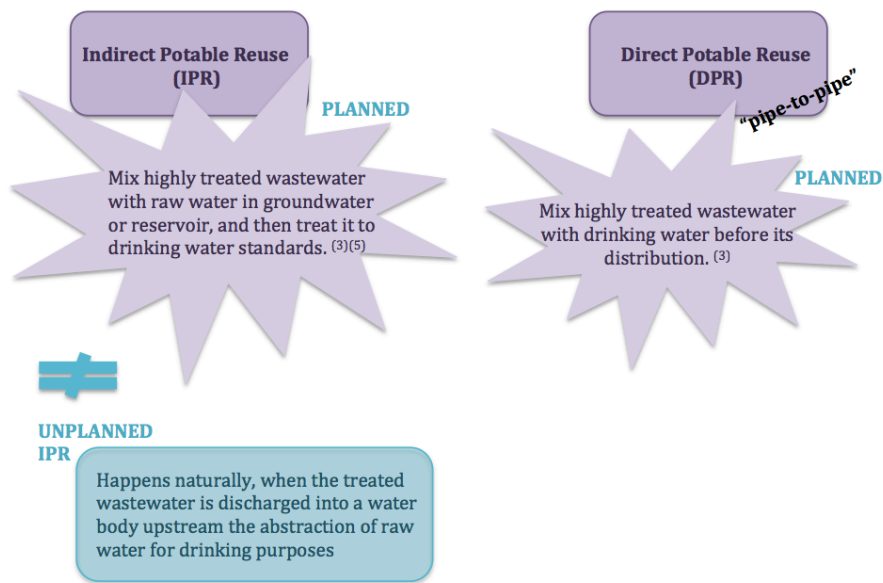 Indirect Potable Reuse
(IPR)
PLANNED
Mix highly treated wastewater
with raw water in groundwater
or reservoir, and then treat it to
drinking water standards. (3)(5)
UNPLANNED
IPR
Happens naturally, when the treated
wastewater is discharged into a water
body upstream the abstraction of raw
water for drinking purposes
Direct Potable Reuse
(DPR)
"pipe-to-pipe"
PLANNED
Mix highly treated wastewater
with drinking water before its
distribution. (3)